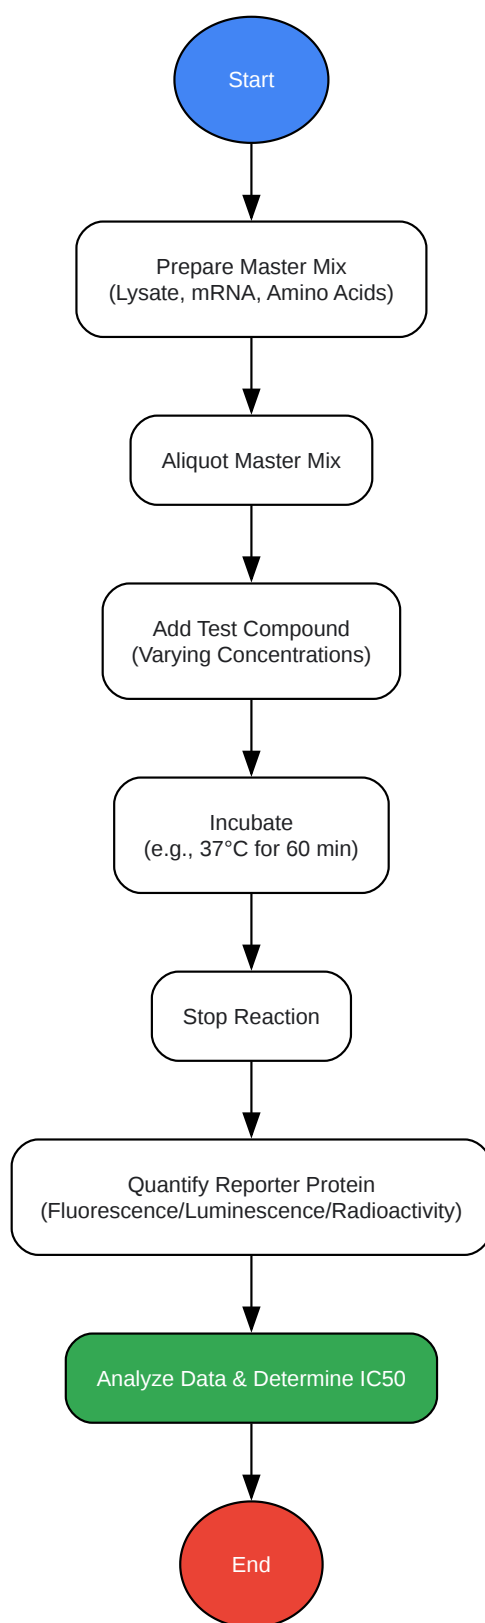 Start
Prepare Master Mix
(Lysate, mRNA, Amino Acids)
Aliquot Master Mix
Add Test Compound
(Varying Concentrations)
Incubate
(e.g., 37°C for 60 min)
Stop Reaction
Quantify Reporter Protein
(Fluorescence/Luminescence/Radioactivity)
Analyze Data & Determine IC50
End